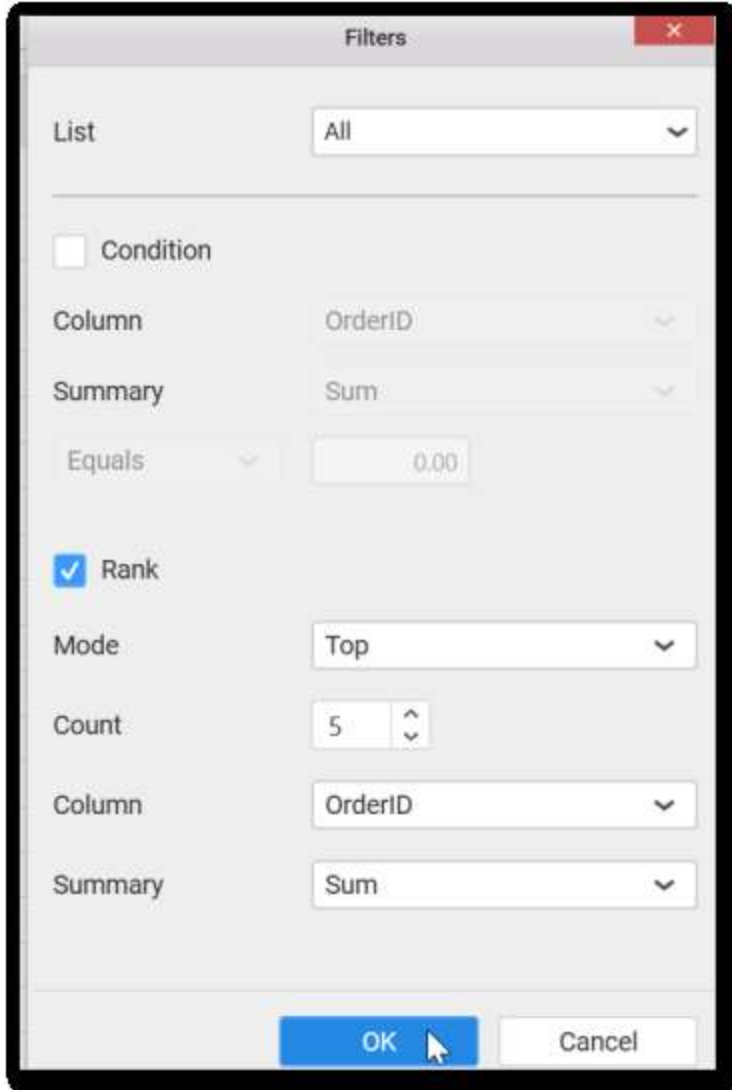 Filters
List All
Condition
Column OrderID
Summary Sum
Equals 0.00
Rank
Mode Top
Count 5
Column OrderID
Summary Sum
OK Cancel